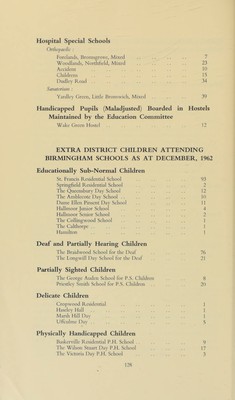 Hospital Special Schools
Orthopaedic :
Forelands, Bromsgrove, Mixed 7
Woodlands, Northfield, Mixed 23
Accident 10
Childrens 15
Dudley Road 34
Sanatorium :
Yardley Green, Little Bromwich, Mixed 39
Handicapped Pupils (Maladjusted) Boarded in Hostels
Maintained by the Education Committee
Wake Green Hostel 12
EXTRA DISTRICT CHILDREN ATTENDING
BIRMINGHAM SCHOOLS AS AT DECEMBER, 1962
Educationally Sub-Normal Children
St. Francis Residential School
Springfield Residential School 2
The Queensbury Day School 12
The Amblecote Day School 10
Dame Ellen Pinsent Day School 11
Hallmoor Junior School
Hallmoor Senior School 2
The Collingwood School 1
The Calthorpe 1
Hamilton 1
Deaf and Partially Hearing Children
The Braidwood School for the Deaf 76
The Longwill Day School for the Deaf 21
Partially Sighted Children
The George Auden School for P.S. Children 8
Priestley Smith School for P.S. Children 20
Delicate Children
Cropwood Residential 1
Haseley Hall 1
Marsh Hill Day 1
Uffculme Day 5
Physically Handicapped Children
Baskerville Residential P.H. School 9
The Wilson Stuart Day P.H. School 17
The Victoria Day P.H. School 5
128